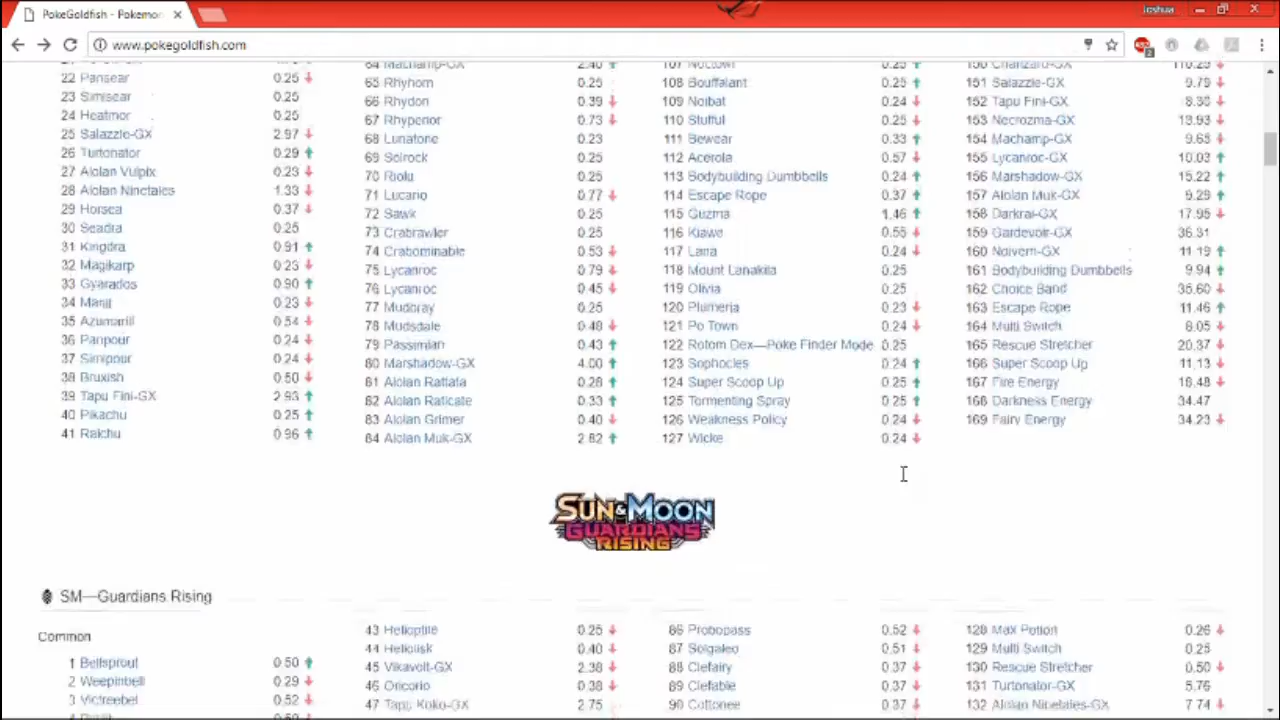 PokeGoldfish - Pokemon
Joshua
www.pokegoldfish.com
22 Pansear 0.25
23 Simisear 0.25
24 Heatmor 0.25
25 Salazzle-GX 2.97
26 Turtonator 0.29
27 Alolan Vulpix 0.23
28 Alolan Ninetales 1.33
29 Horsea 0.37
30 Seadra 0.25
31 Kingdra 0.91
32 Magikarp 0.23
33 Gyarados 0.90
34 Marill 0.23
35 Azumarill 0.54
36 Panpour 0.24
37 Simipour 0.24
38 Bruxish 0.50
39 Tapu Fini-GX 2.93
40 Pikachu 0.25
41 Raichu 0.96
64 Machamp-GX 2.40
65 Rhyhorn 0.25
66 Rhydon 0.39
67 Rhyperior 0.73
68 Lunatone 0.23
69 Solrock 0.25
70 Riolu 0.25
71 Lucario 0.77
72 Sawk 0.25
73 Crabrawler 0.25
74 Crabominable 0.53
75 Lycanroc 0.79
76 Lycanroc 0.45
77 Mudbray 0.25
78 Mudsdale 0.48
79 Passimian 0.43
80 Marshadow-GX 4.00
81 Alolan Rattata 0.28
82 Alolan Raticate 0.33
83 Alolan Grimer 0.40
84 Alolan Muk-GX 2.82
107 Noctowl 0.25
108 Bouffalant 0.25
109 Noibat 0.24
110 Stufful 0.25
111 Bewear 0.33
112 Acerola 0.57
113 Bodybuilding Dumbbells 0.24
114 Escape Rope 0.37
115 Guzma 1.46
116 Kiawe 0.55
117 Lana 0.24
118 Mount Lanakila 0.25
119 Olivia 0.25
120 Plumeria 0.23
121 Po Town 0.24
122 Rotom Dex—Poke Finder Mode 0.25
123 Sophocles 0.24
124 Super Scoop Up 0.25
125 Tormenting Spray 0.25
126 Weakness Policy 0.24
127 Wicke 0.24
150 Charizard-GX 110.29
151 Salazzle-GX 9.79
152 Tapu Fini-GX 8.30
153 Necrozma-GX 13.93
154 Machamp-GX 9.65
155 Lycanroc-GX 10.03
156 Marshadow-GX 15.22
157 Alolan Muk-GX 9.29
158 Darkrai-GX 17.95
159 Gardevoir-GX 36.31
160 Noivern-GX 11.19
161 Bodybuilding Dumbbells 9.94
162 Choice Band 35.60
163 Escape Rope 11.46
164 Multi Switch 8.05
165 Rescue Stretcher 20.37
166 Super Scoop Up 11.13
167 Fire Energy 18.48
168 Darkness Energy 34.47
169 Fairy Energy 34.23
SUN & MOON
GUARDIANS
RISING
SM—Guardians Rising
Common
1 Bellsprout 0.50
2 Weepinbell 0.29
3 Victreebel 0.52
43 Helioptile 0.25
44 Heliolisk 0.40
45 Vikavolt-GX 2.38
46 Oricorio 0.38
47 Tapu Koko-GX 2.75
86 Probopass 0.52
87 Solgaleo 0.51
88 Clefairy 0.37
89 Clefable 0.37
90 Cottonee 0.37
128 Max Potion 0.26
129 Multi Switch 0.25
130 Rescue Stretcher 0.50
131 Turtonator-GX 5.76
132 Alolan Ninetales-GX 7.74